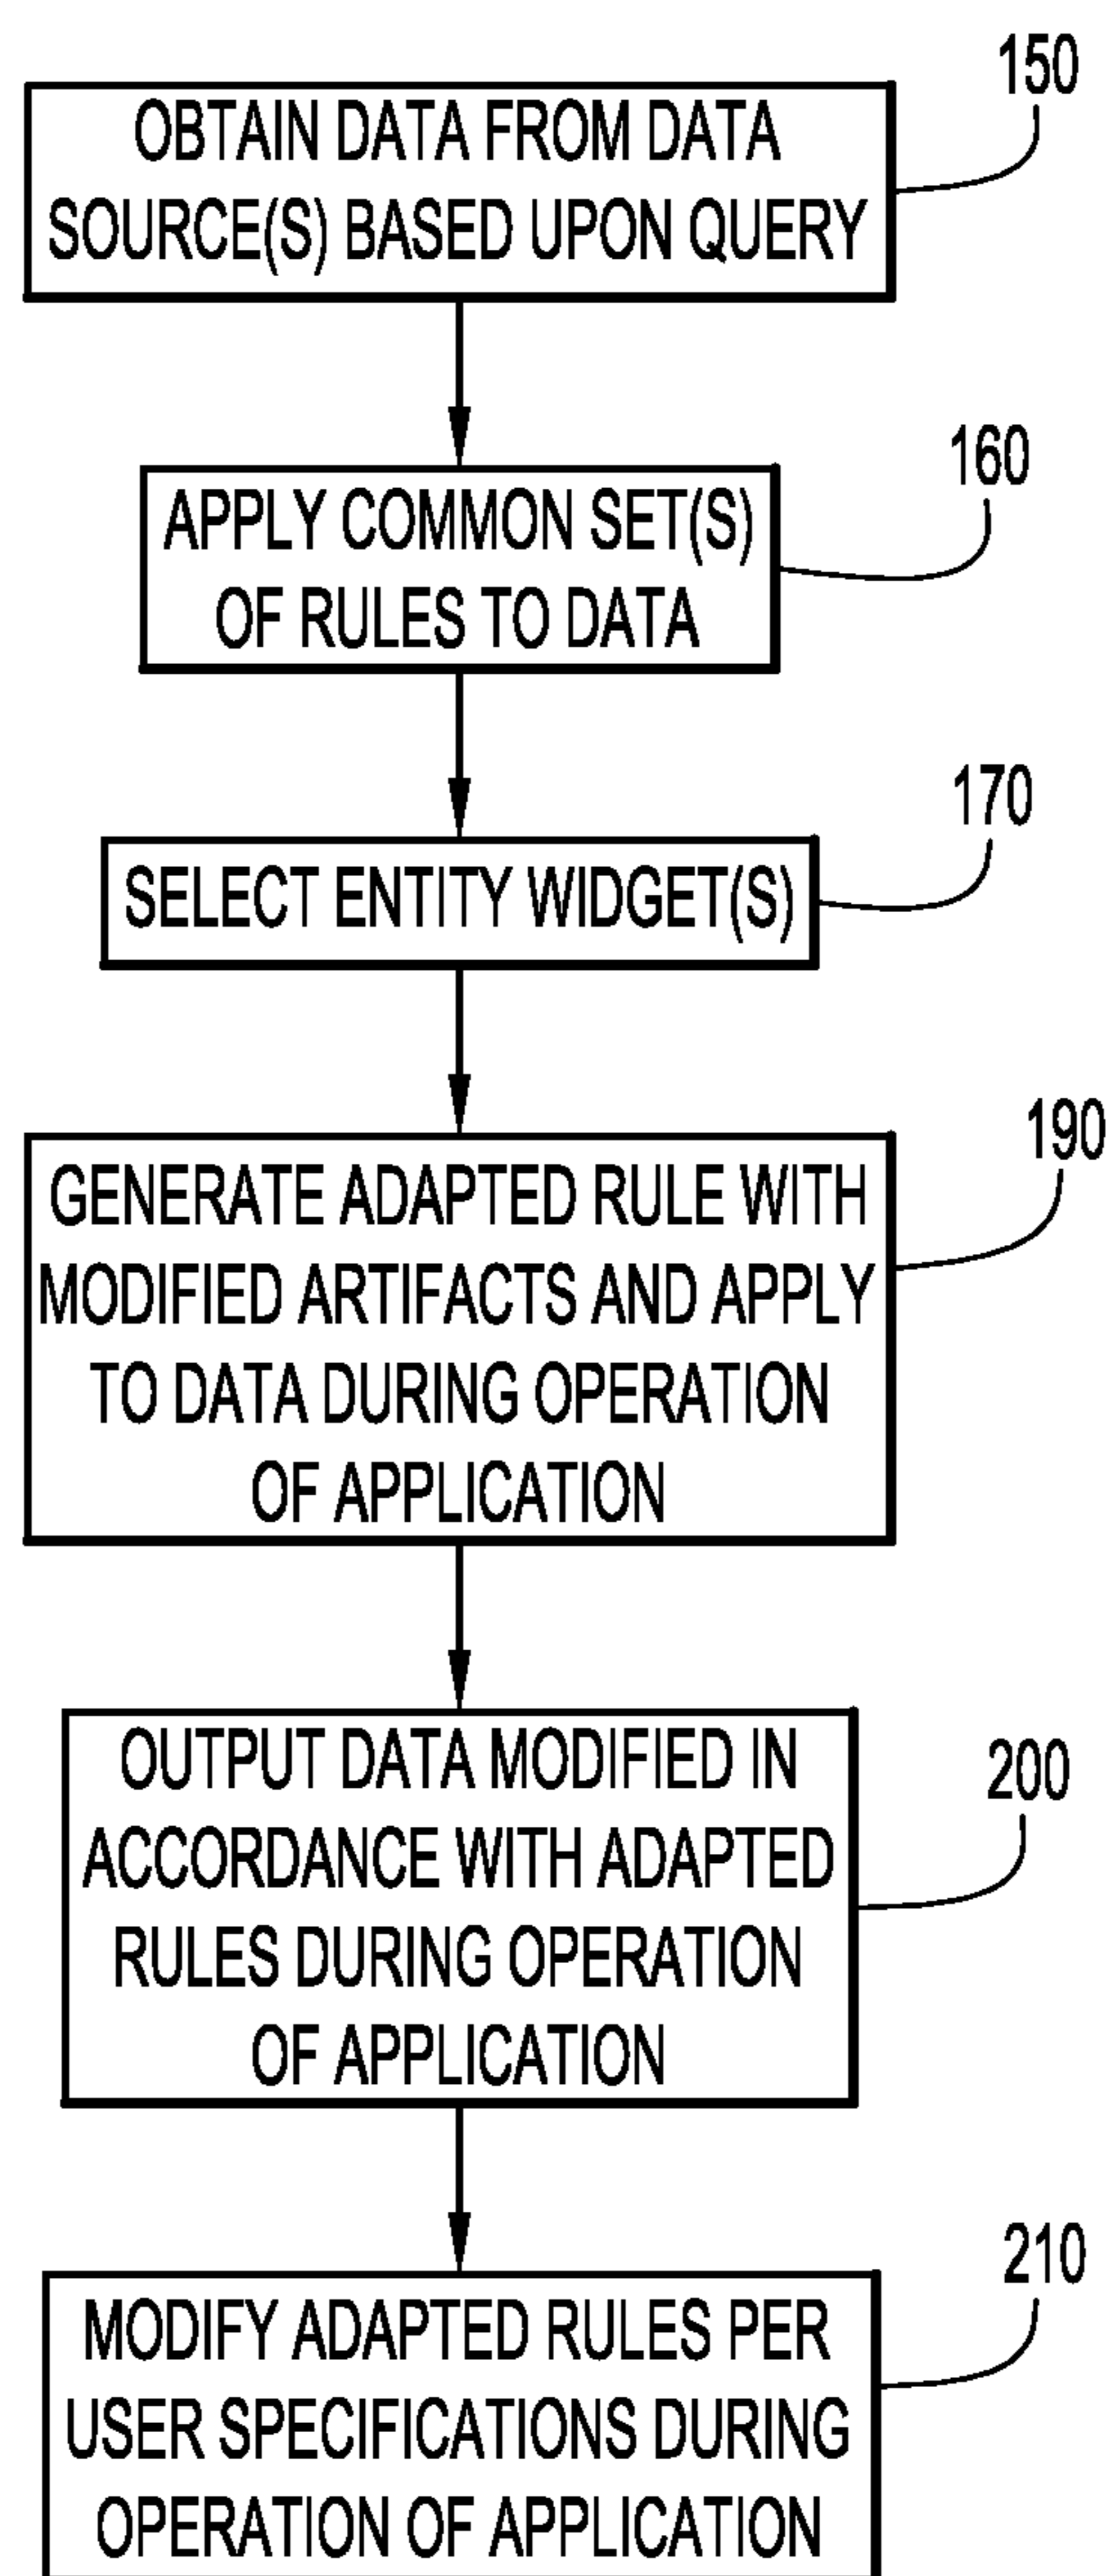 150
OBTAIN DATA FROM DATA
SOURCE(S) BASED UPON QUERY
160
APPLY COMMON SET(S)
OF RULES TO DATA
170
SELECT ENTITY WIDGET(S)
190
GENERATE ADAPTED RULE WITH
MODIFIED ARTIFACTS AND APPLY
TO DATA DURING OPERATION
OF APPLICATION
200
OUTPUT DATA MODIFIED IN
ACCORDANCE WITH ADAPTED
RULES DURING OPERATION
OF APPLICATION
210
MODIFY ADAPTED RULES PER
USER SPECIFICATIONS DURING
OPERATION OF APPLICATION